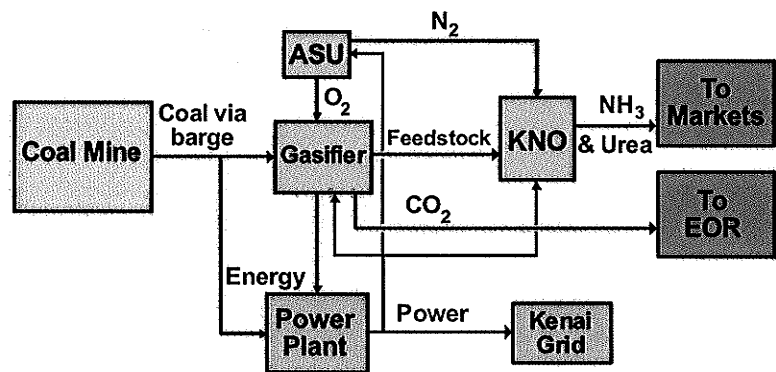 N₂
ASU
O₂
Coal via
barge
Coal Mine
Gasifier
Feedstock
KNO
NH₃
& Urea
To
Markets
CO₂
To
EOR
Energy
Power
Plant
Power
Kenai
Grid